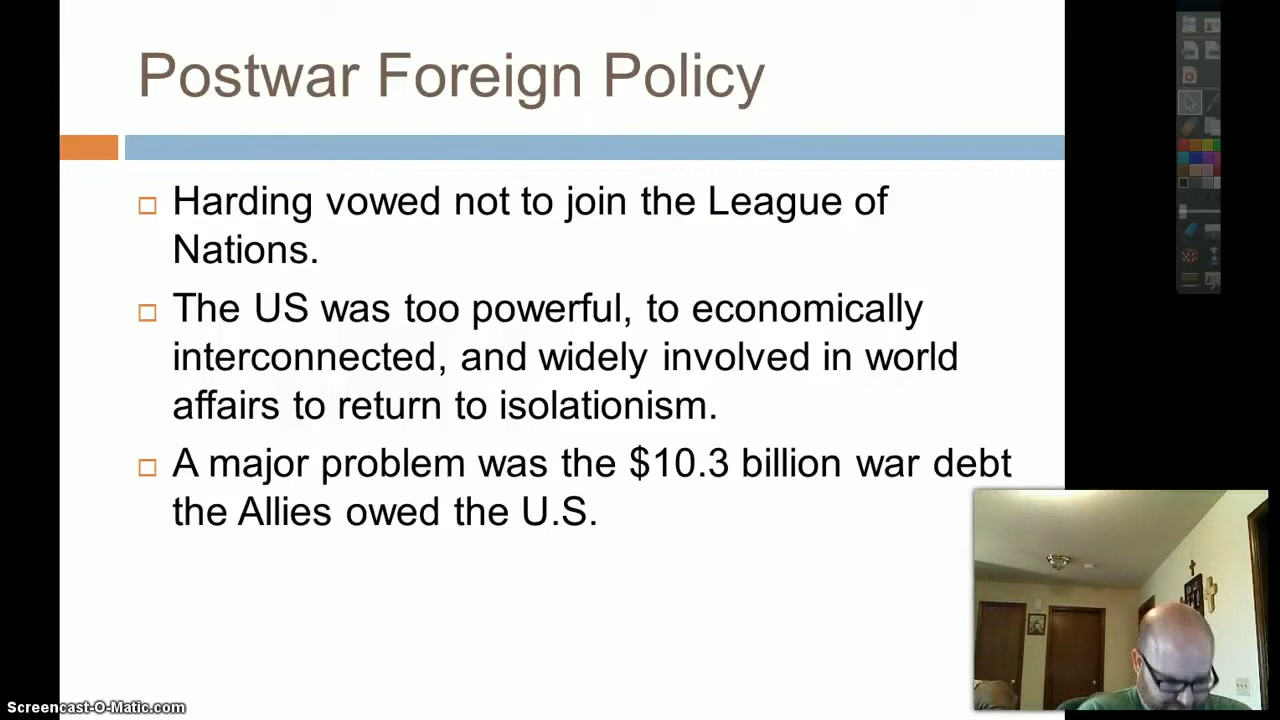 Postwar Foreign Policy
Harding vowed not to join the League of
Nations.
The US was too powerful, to economically
interconnected, and widely involved in world
affairs to return to isolationism.
A major problem was the $10.3 billion war debt
the Allies owed the U.S.
Screencast-O-Matic.com